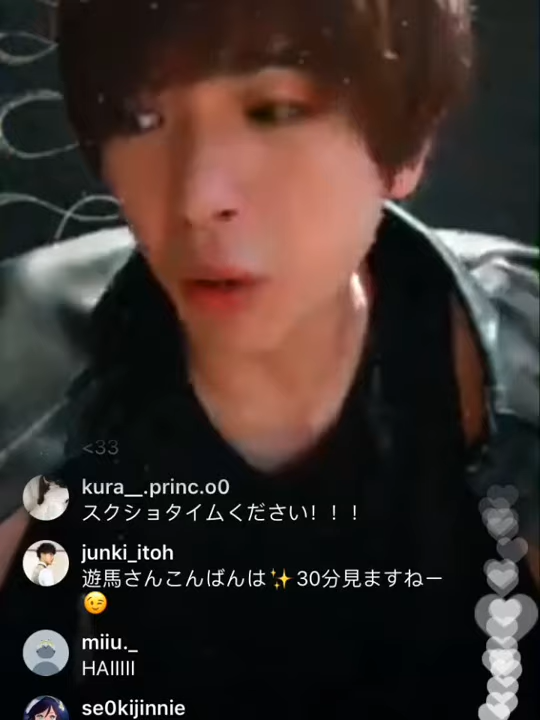 <33
kura__.princ.o0
スクショタイムください！！！
junki_itoh
遊馬さんこんばんは✨30分見ますねー
😉
miiu._
HAIIIII
se0kijinnie